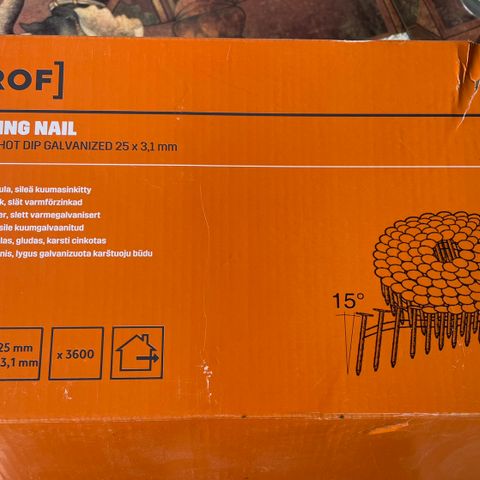 ROF]
ING NAIL
HOT DIP GALVANIZED 25 x 3,1 mm
ula, sileä kuumasinkitty
k, slät varmförzinkad
er, slett varmegalvanisert
sile kuumgalvaanitud
las, gludas, karsti cinkotas
nis, lygus galvanizuota karštuoju būdu
15°
25 mm
3,1 mm
x 3600